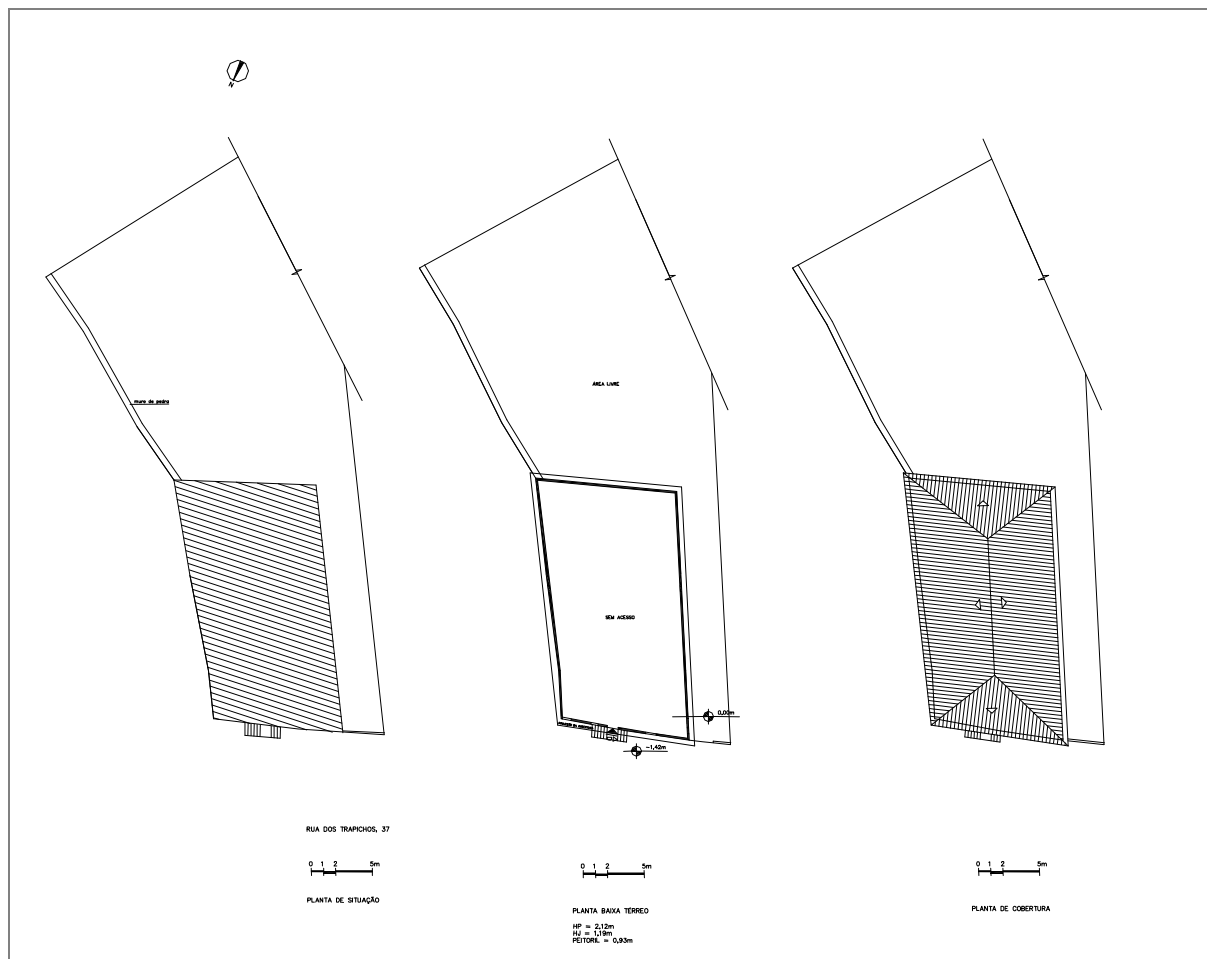 N
muro de pedra
ÁREA LIVRE
SEM ACESSO
0,00m
-1,42m
RUA DOS TRAPICHOS, 37
0 1 2 5m
PLANTA DE SITUAÇÃO
0 1 2 5m
PLANTA BAIXA TÉRREO
HP = 2,12m
HJ = 1,19m
PEITORIL = 0,93m
0 1 2 5m
PLANTA DE COBERTURA